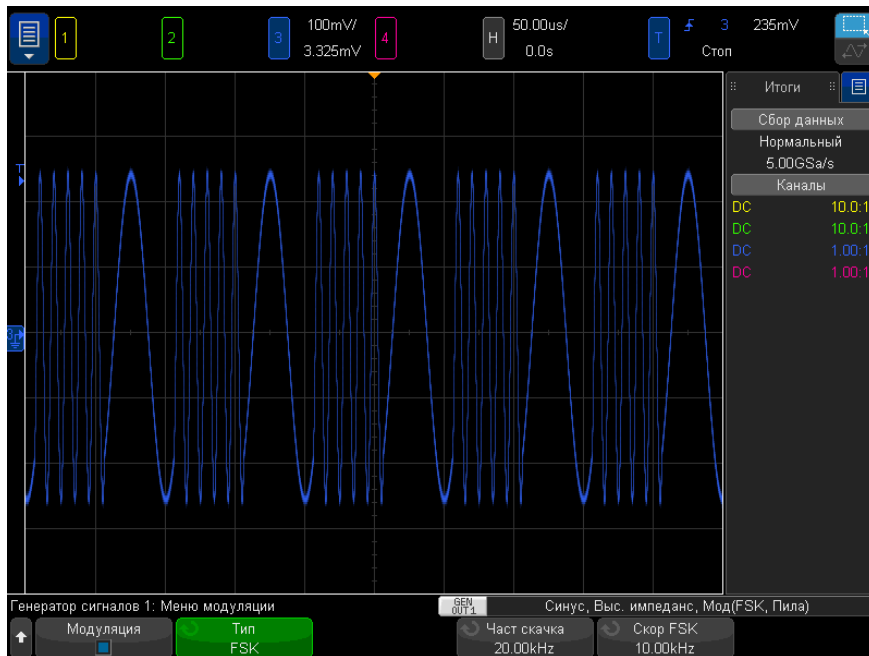 1 2 3 100mV/ 3.325mV 4 H 50.00us/ 0.0s T 3 235mV Стоп
Итоги
Сбор данных
Нормальный
5.00GSa/s
Каналы
DC 10.0:1
DC 10.0:1
DC 1.00:1
DC 1.00:1
T
3
Генератор сигналов 1: Меню модуляции
GEN OUT1
Синус, Выс. импеданс, Мод(FSK, Пила)
Модуляция
Тип
FSK
Част скачка
20.00kHz
Скор FSK
10.00kHz